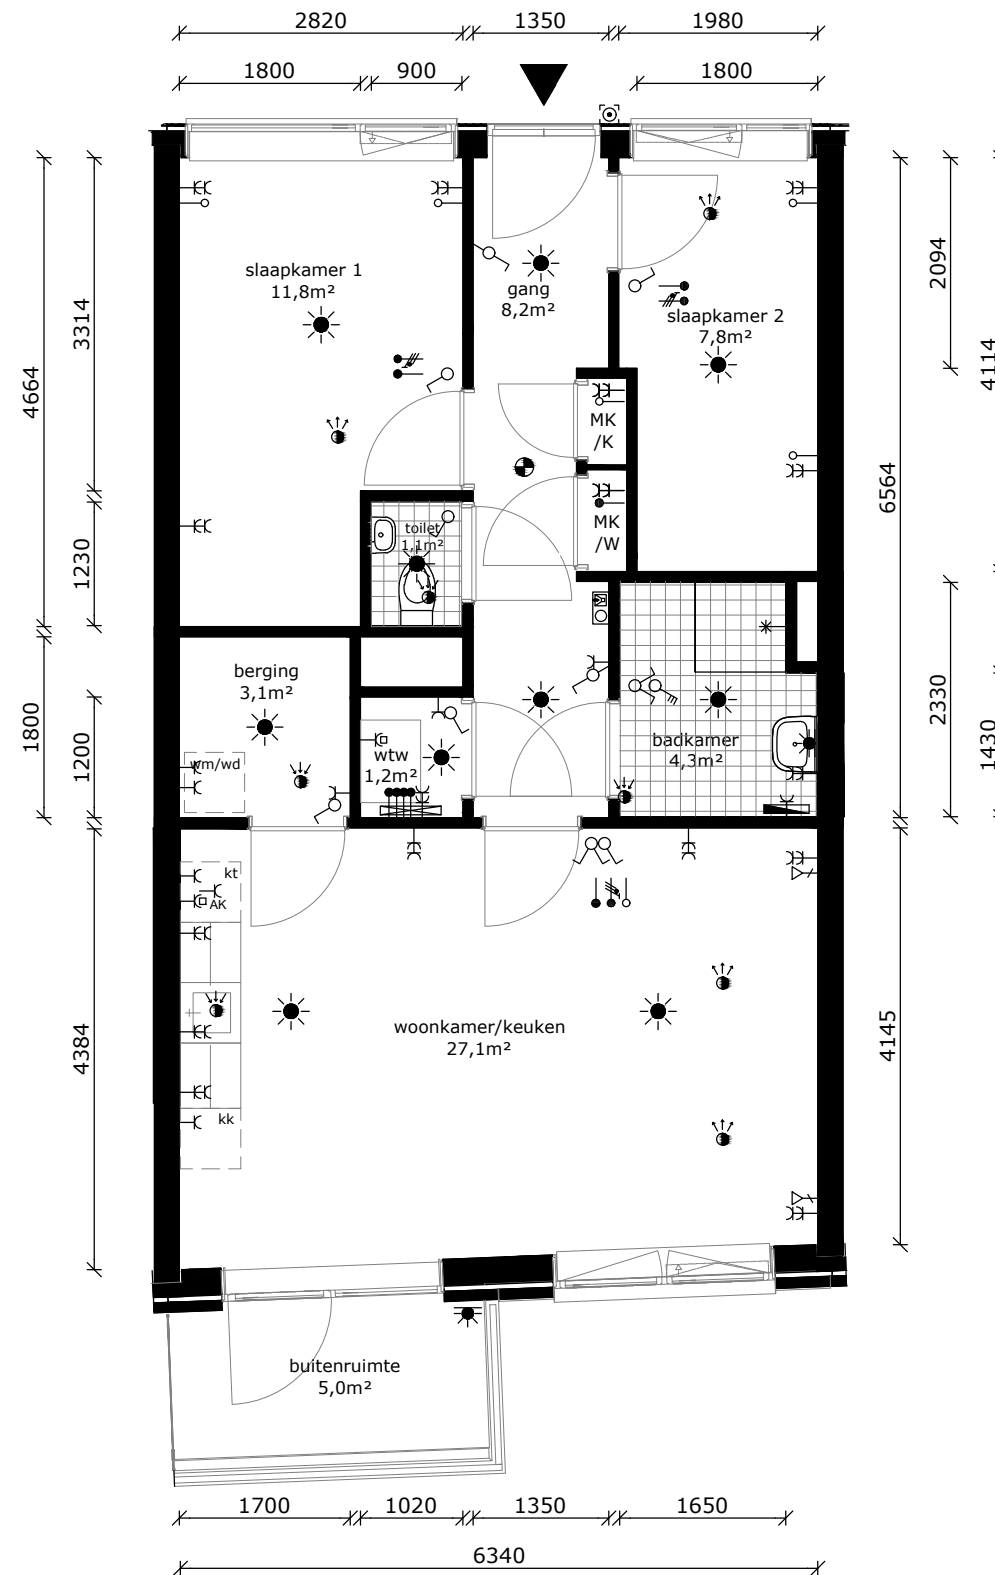 2820
1350
1980
1800
900
1800
slaapkamer 1
11,8m²
gang
8,2m²
slaapkamer 2
7,8m²
2094
3314
4664
4114
MK
/K
MK
/W
6564
toilet
1,1m²
1230
berging
3,1m²
wm/wd
wtw
1,2m²
badkamer
4,3m²
1800
1200
2330
1430
kt
AK
kk
woonkamer/keuken
27,1m²
4384
4145
buitenruimte
5,0m²
1700
1020
1350
1650
6340